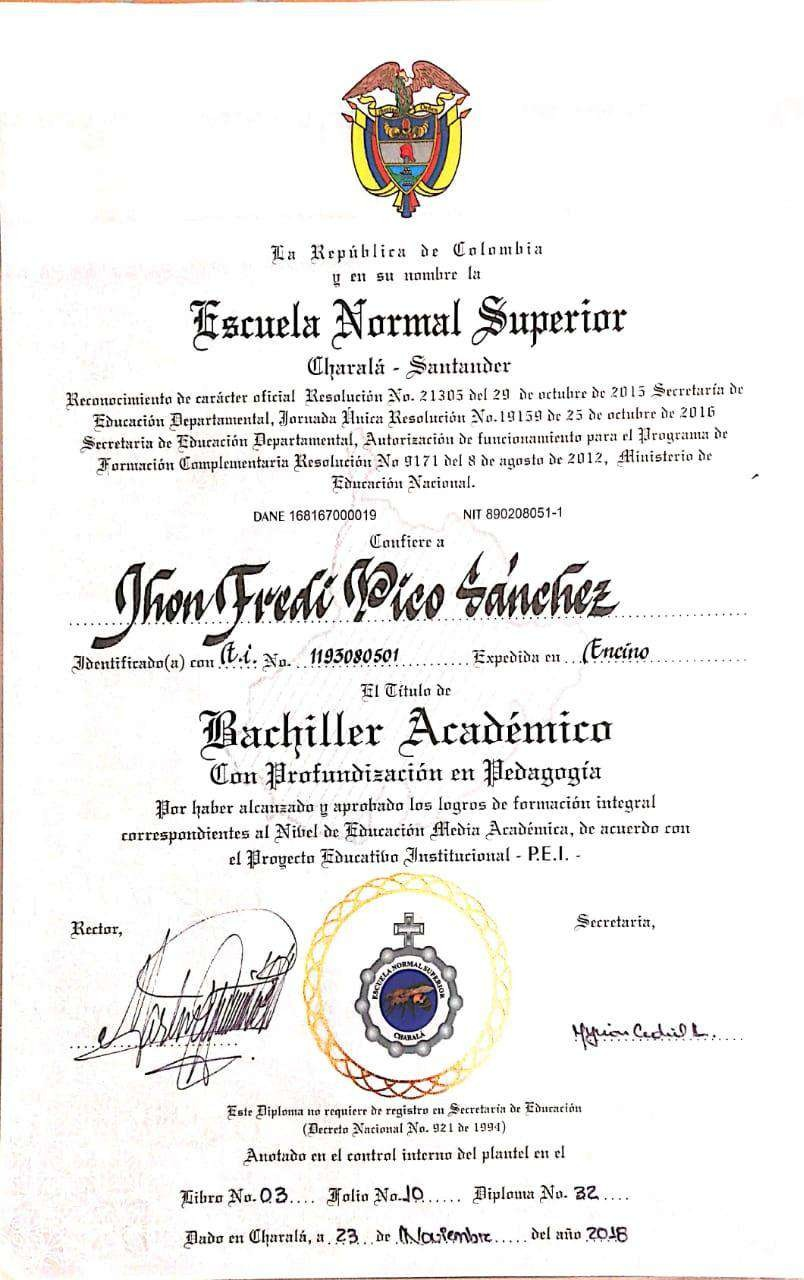 La República de Colombia
y en su nombre la
Escuela Normal Superior
Charalá - Santander
Reconocimiento de carácter oficial Resolución No. 21305 del 29 de octubre de 2015 Secretaría de
Educación Departamental, Jornada Única Resolución No.19159 de 25 de octubre de 2016
Secretaria de Educación Departamental, Autorización de funcionamiento para el Programa de
Formación Complementaria Resolución No 9171 del 8 de agosto de 2012, Ministerio de
Educación Nacional.
DANE 168167000019 NIT 890208051-1
Confiere a
Jhon Fredi Pico Sánchez
Identificado(a) con t.i. No. 1193080501 Expedida en Encino
El Título de
Bachiller Académico
Con Profundización en Pedagogía
Por haber alcanzado y aprobado los logros de formación integral
correspondientes al Nivel de Educación Media Académica, de acuerdo con
el Proyecto Educativo Institucional - P.E.I. -
Rector, Secretaria,
ESCUELA NORMAL SUPERIOR
CHARALÁ
Este Diploma no requiere de registro en Secretaría de Educación
(Decreto Nacional No. 921 de 1994)
Anotado en el control interno del plantel en el
Libro No. 03 Folio No. 10 Diploma No. 32
Dado en Charalá, a 23 de Noviembre del año 2018